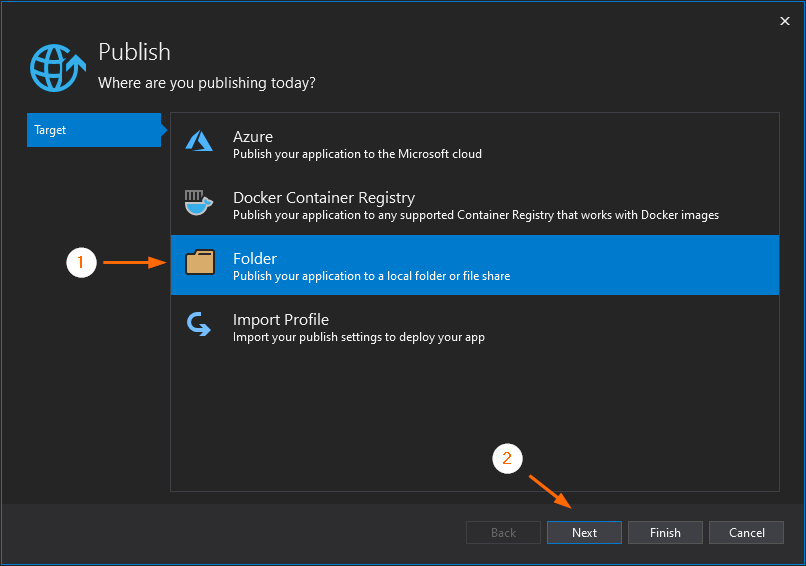 Publish
Where are you publishing today?
Target
Azure
Publish your application to the Microsoft cloud
Docker Container Registry
Publish your application to any supported Container Registry that works with Docker images
1
Folder
Publish your application to a local folder or file share
Import Profile
Import your publish settings to deploy your app
2
Back Next Finish Cancel